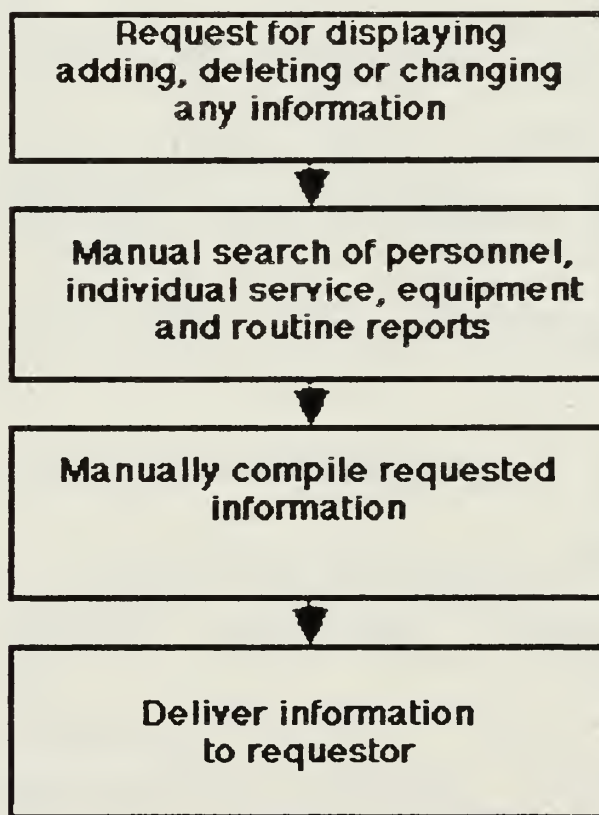 Request for displaying
adding, deleting or changing
any information
Manual search of personnel,
individual service, equipment
and routine reports
Manually compile requested
information
Deliver information
to requestor